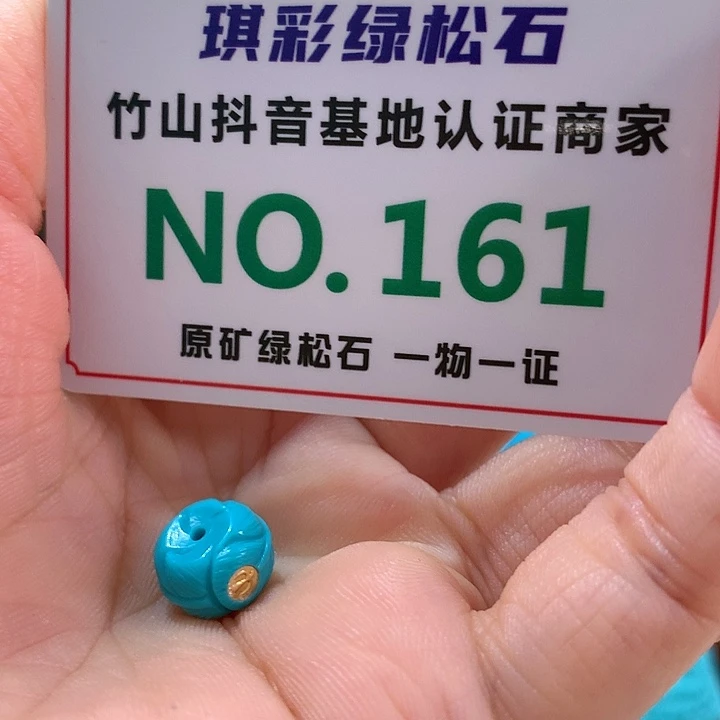 琪彩绿松石
竹山抖音基地认证商家
NO.161
原矿绿松石 一物一证